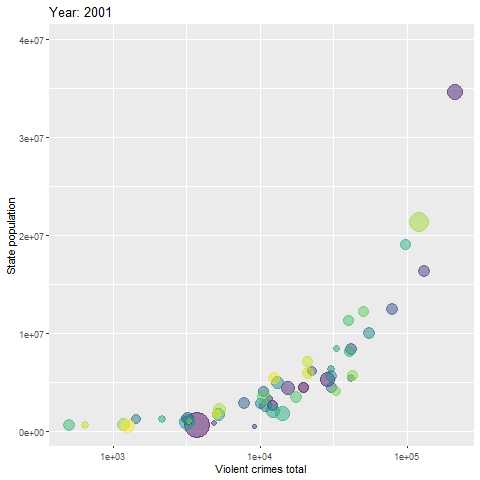 Year: 2001
4e+07
3e+07
2e+07
1e+07
0e+00
State population
1e+03 1e+04 1e+05
Violent crimes total